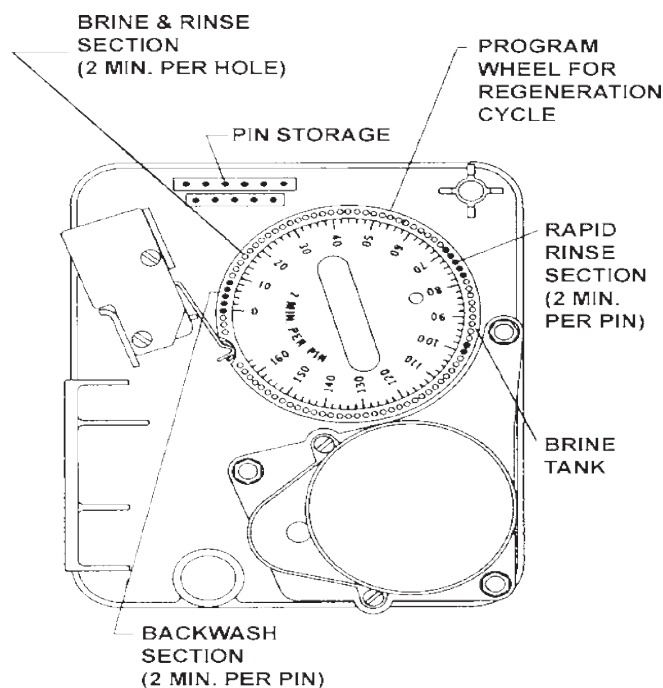 BRINE & RINSE
SECTION
(2 MIN. PER HOLE)
PROGRAM
WHEEL FOR
REGENERATION
CYCLE
PIN STORAGE
RAPID
RINSE
SECTION
(2 MIN.
PER PIN)
0
10
20
30
40
50
60
70
80
90
100
110
120
130
140
150
160
2 MIN.
PER PIN
BRINE
TANK
BACKWASH
SECTION
(2 MIN. PER PIN)